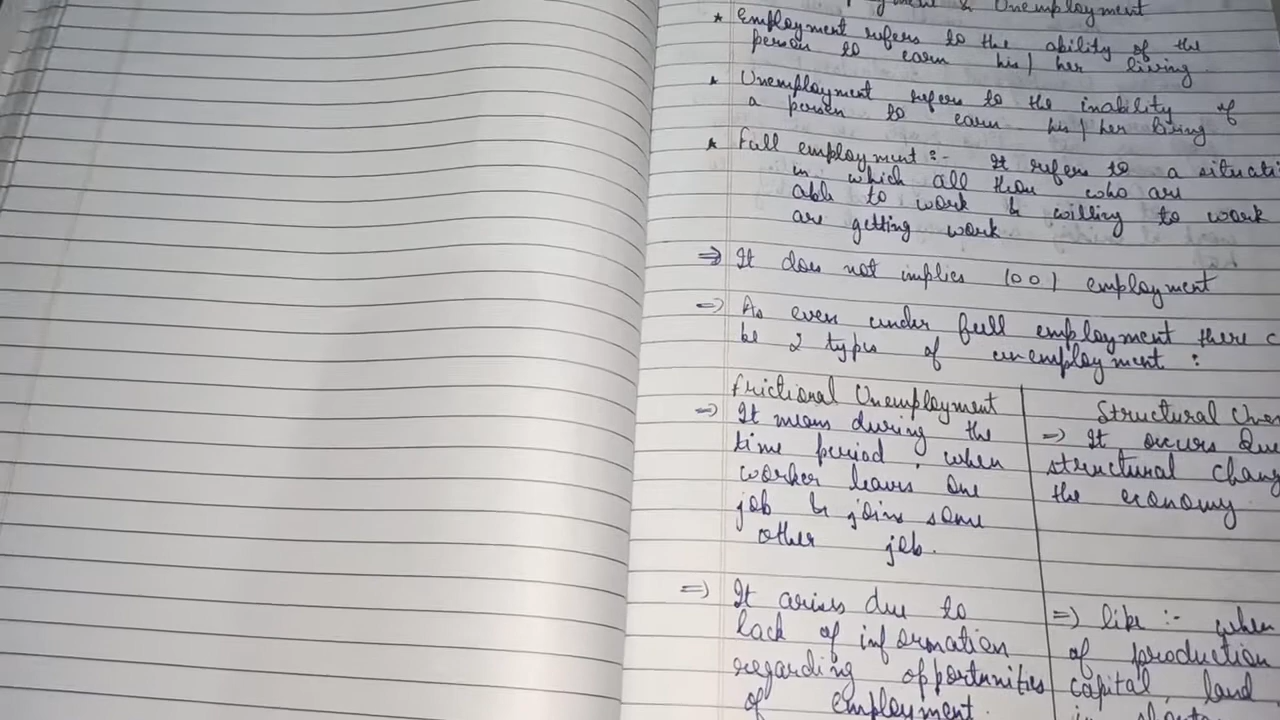 & Unemployment
* Employment refers to the ability of the
person to earn his/her living
* Unemployment refers to the inability of
a person to earn his/her living
* Full employment :- It refers to a situati
in which all those who are
able to work & willing to work
are getting work
⇒ It does not implies 100% employment
⇒ As even under full employment there c
be 2 types of unemployment :
Frictional Unemployment
⇒ It means during the
time period, when
worker leaves one
job & joins some
other job.
⇒ It arises due to
lack of information
regarding opportunities
of employment.
Structural Une
⇒ It occurs due
structural chang
the economy
⇒ like :- when
of production
capital, land